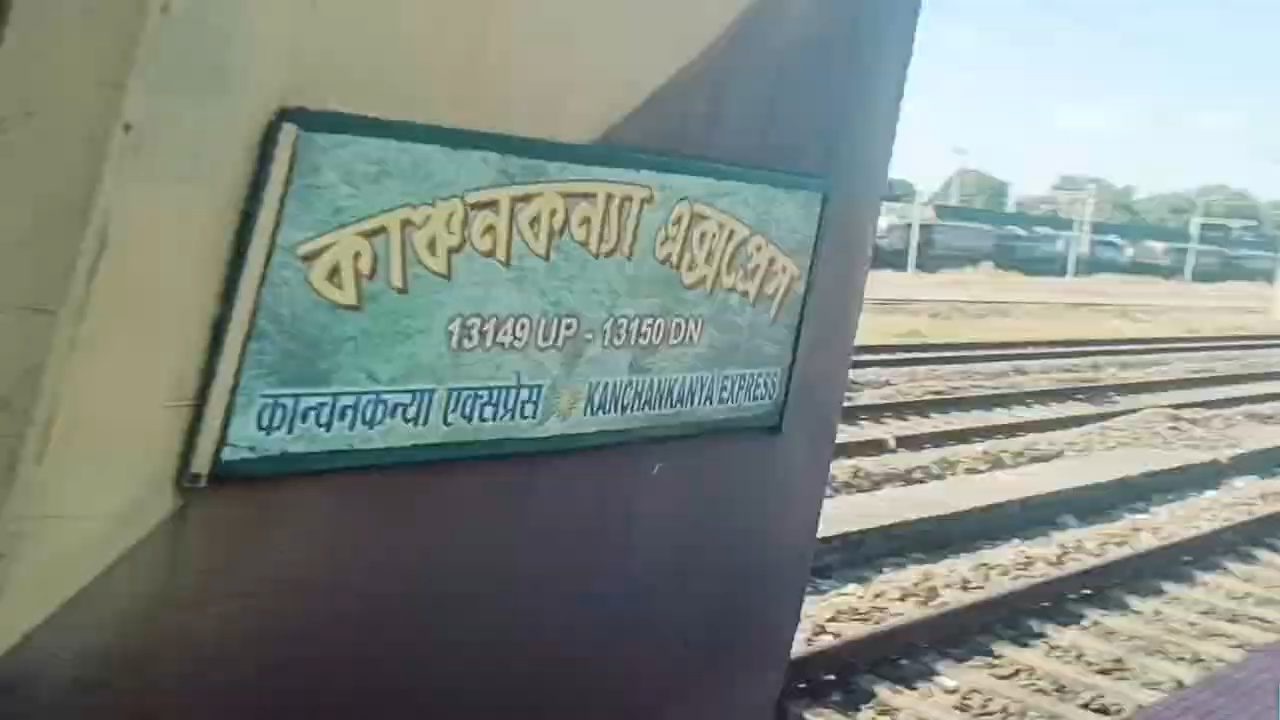 কাঞ্চনকন্যা এক্সপ্রেস
13149 UP - 13150 DN
कान्चनकन्या एक्सप्रेस KANCHANKANYA EXPRESS